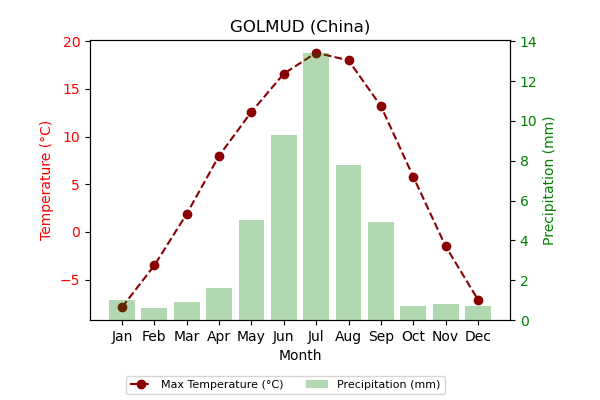 GOLMUD (China)
20
15
10
5
0
−5
Temperature (°C)
14
12
10
8
6
4
2
0
Precipitation (mm)
Jan Feb Mar Apr May Jun Jul Aug Sep Oct Nov Dec
Month
Max Temperature (°C) Precipitation (mm)